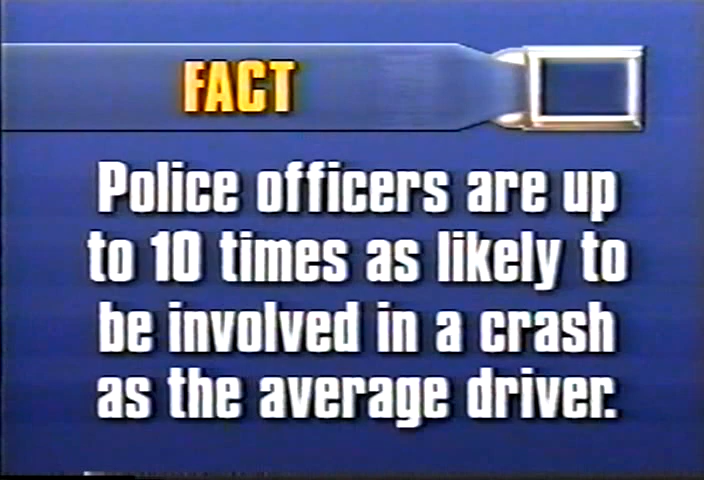 FACT
Police officers are up
to 10 times as likely to
be involved in a crash
as the average driver.